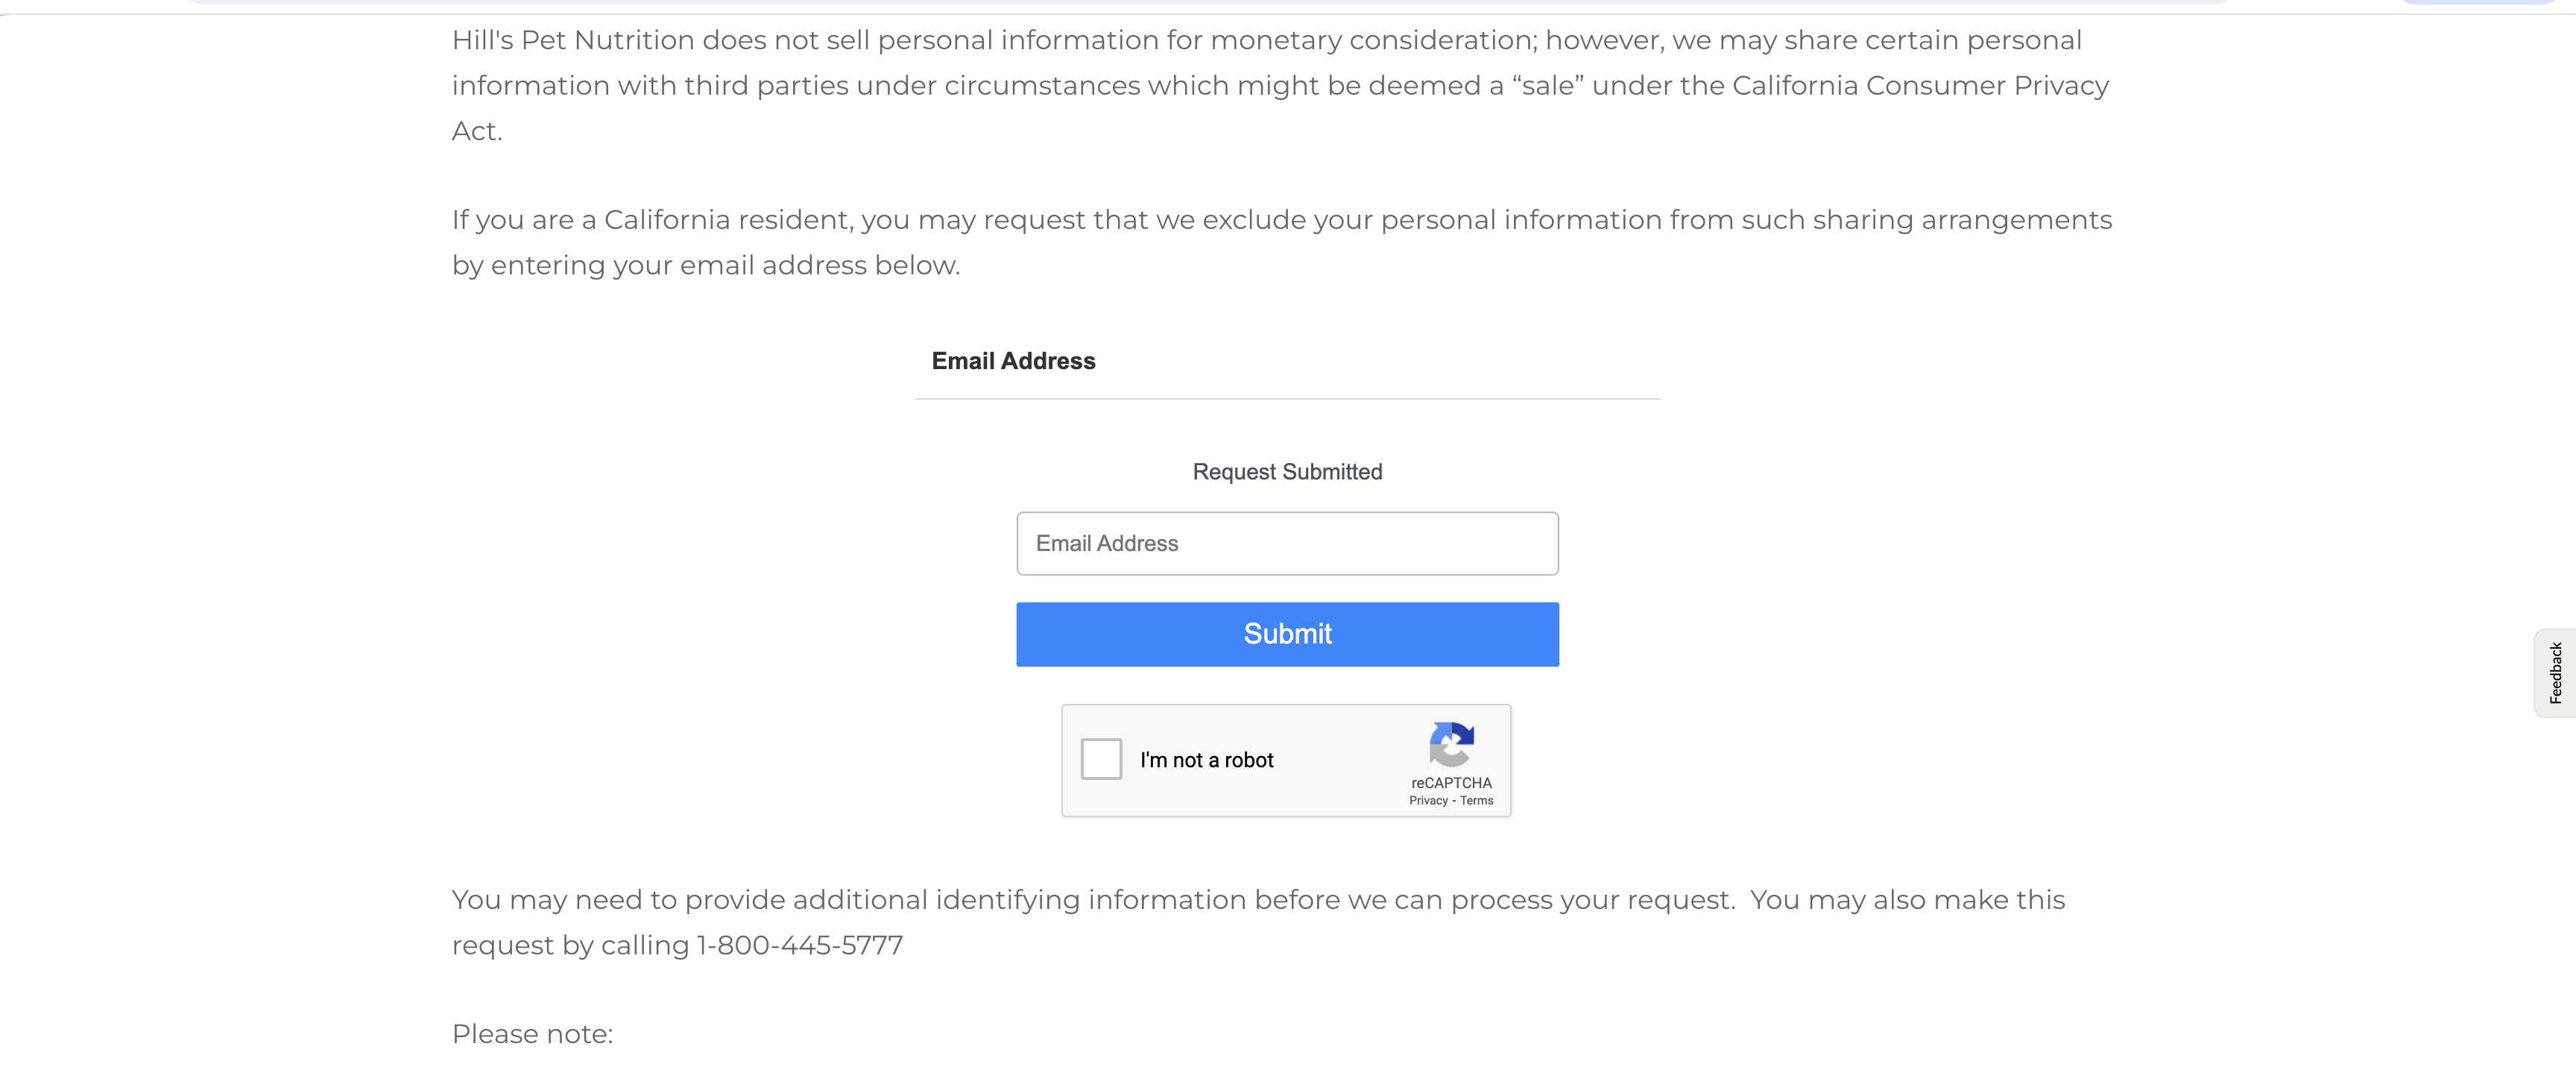 Hill's Pet Nutrition does not sell personal information for monetary consideration; however, we may share certain personal
information with third parties under circumstances which might be deemed a “sale” under the California Consumer Privacy
Act.
If you are a California resident, you may request that we exclude your personal information from such sharing arrangements
by entering your email address below.
Email Address
Request Submitted
Email Address
Submit
I'm not a robot
reCAPTCHA
Privacy - Terms
Feedback
You may need to provide additional identifying information before we can process your request.  You may also make this
request by calling 1-800-445-5777
Please note: